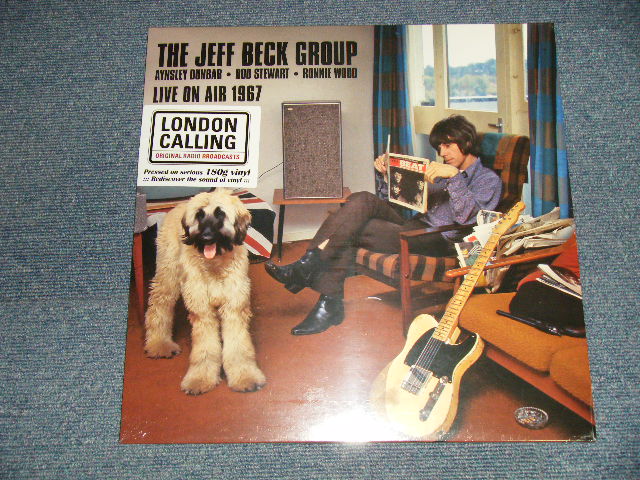 THE JEFF BECK GROUP
AYNSLEY DUNBAR • ROD STEWART • RONNIE WOOD
LIVE ON AIR 1967
LONDON
CALLING
ORIGINAL RADIO BROADCASTS
Pressed on serious 180g vinyl
::: Rediscover the sound of vinyl :::
BEAT